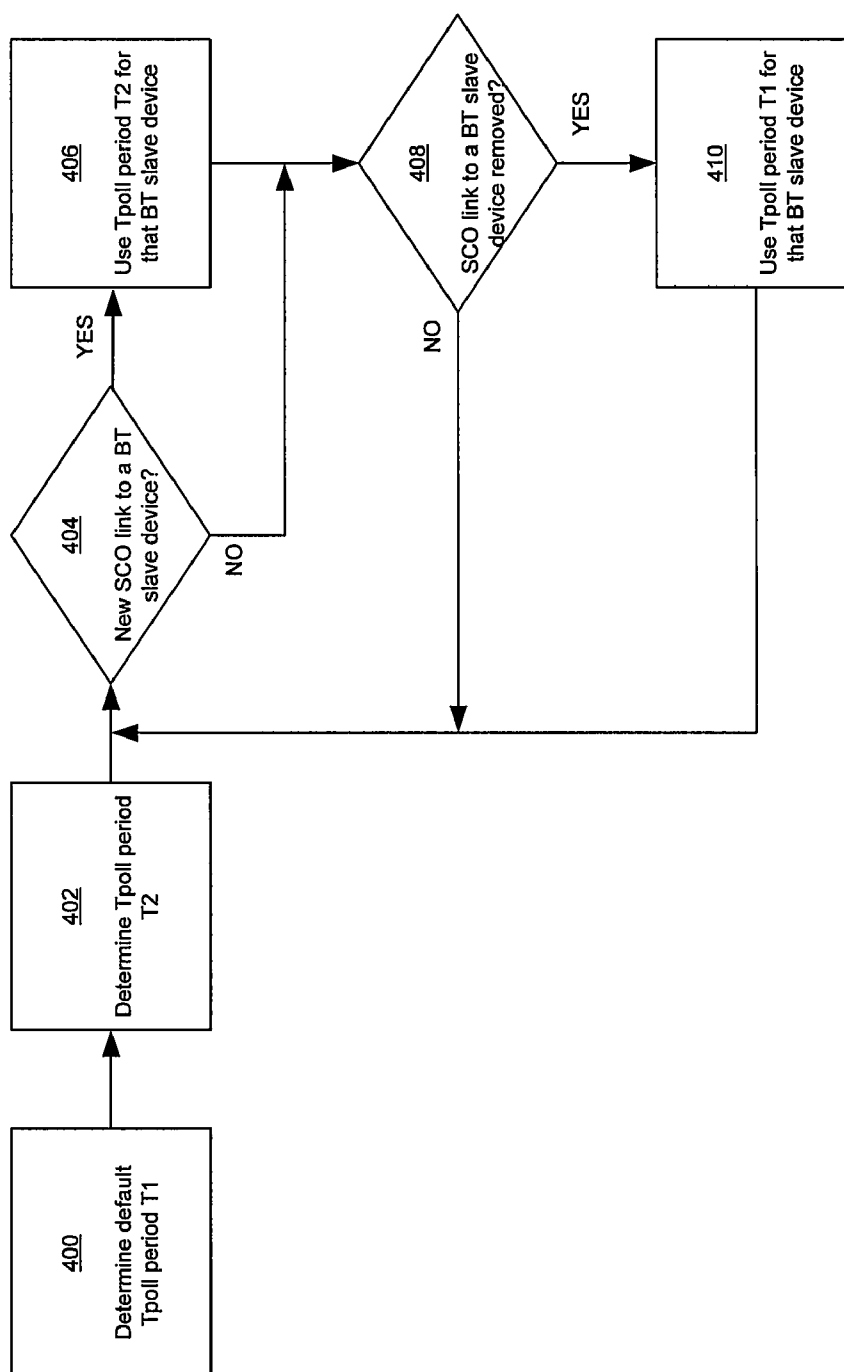 400
Determine default
Tpoll period T1
402
Determine Tpoll period
T2
404
New SCO link to a BT
slave device?
YES
NO
406
Use Tpoll period T2 for
that BT slave device
408
SCO link to a BT slave
device removed?
NO
YES
410
Use Tpoll period T1 for
that BT slave device